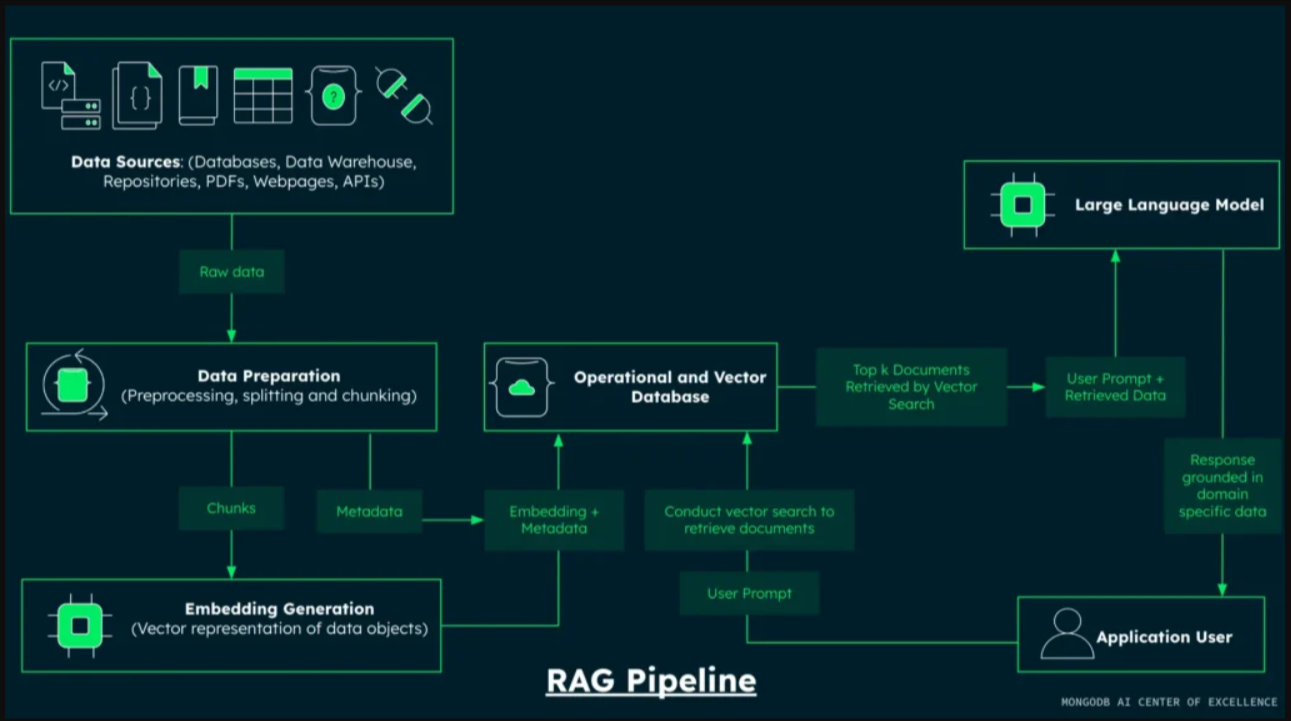 </>
{ }
?
Data Sources: (Databases, Data Warehouse,
Repositories, PDFs, Webpages, APIs)
Raw data
Data Preparation
(Preprocessing, splitting and chunking)
Chunks
Metadata
Embedding Generation
(Vector representation of data objects)
Embedding +
Metadata
Operational and Vector
Database
Conduct vector search to
retrieve documents
User Prompt
Top k Documents
Retrieved by Vector
Search
User Prompt +
Retrieved Data
Large Language Model
Response
grounded in
domain
specific data
Application User
RAG Pipeline
MONGODB AI CENTER OF EXCELLENCE